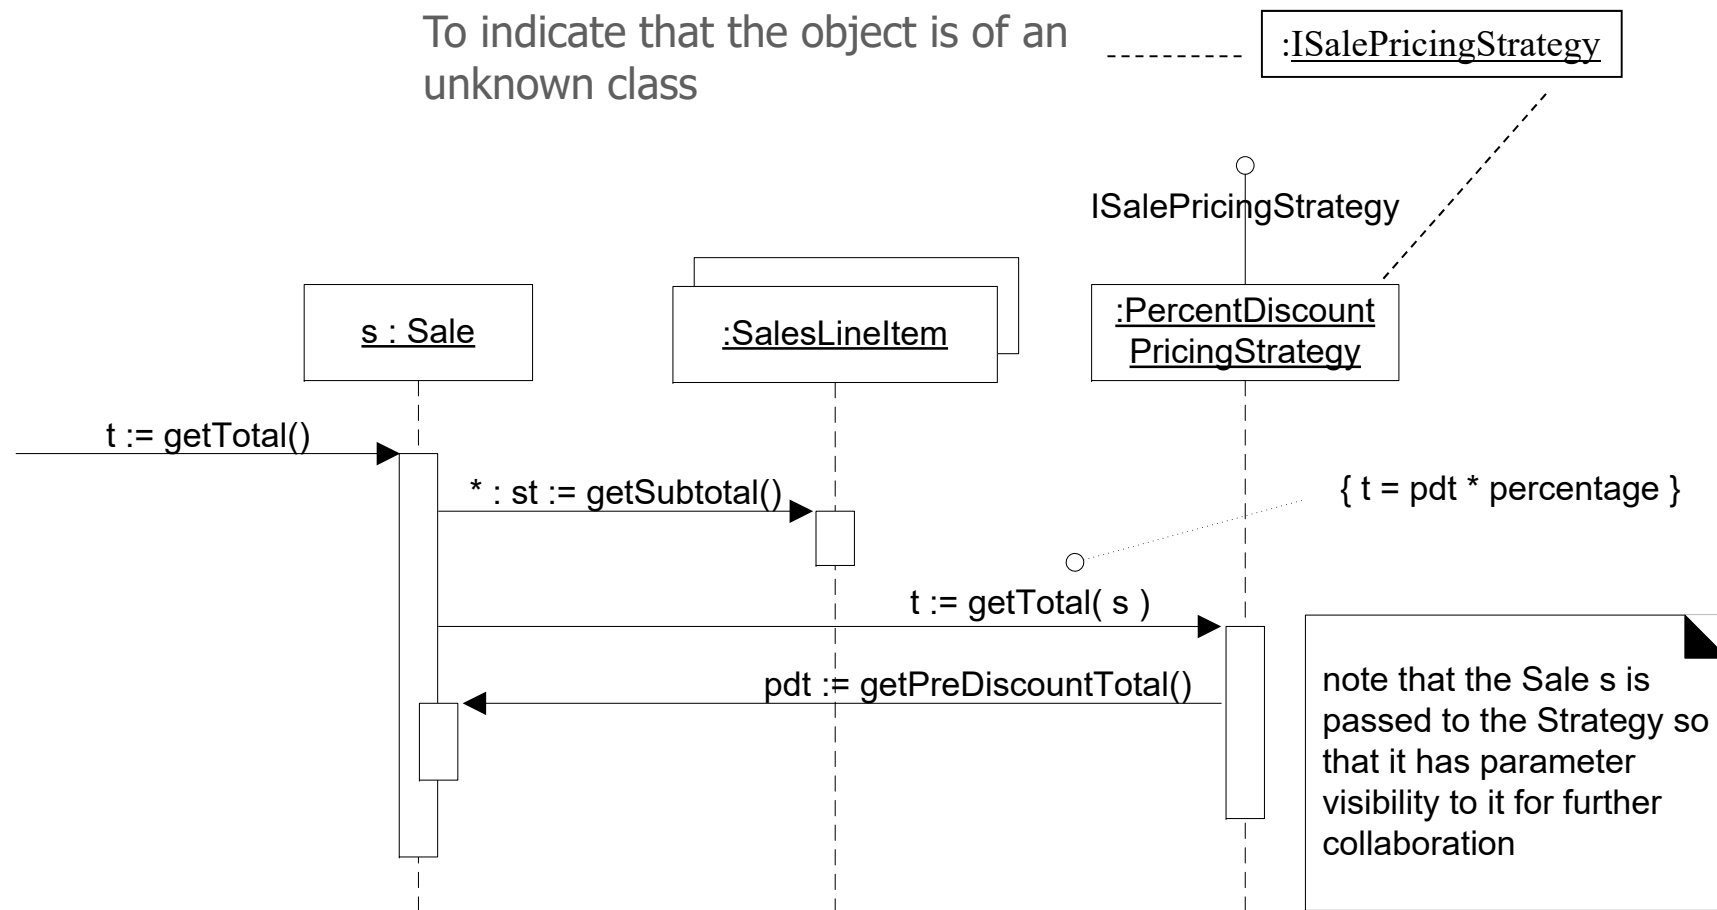 To indicate that the object is of an
unknown class
:ISalePricingStrategy
ISalePricingStrategy
s : Sale
:SalesLineItem
:PercentDiscount
PricingStrategy
t := getTotal()
* : st := getSubtotal()
{ t = pdt * percentage }
t := getTotal( s )
pdt := getPreDiscountTotal()
note that the Sale s is
passed to the Strategy so
that it has parameter
visibility to it for further
collaboration